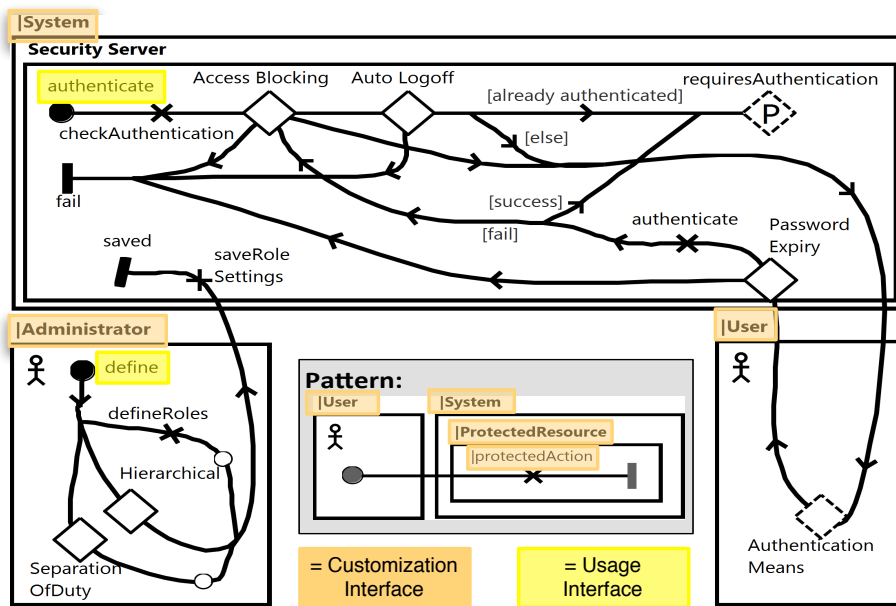 |System
Security Server
authenticate
Access Blocking
Auto Logoff
requiresAuthentication
[already authenticated]
P
checkAuthentication
[else]
fail
[success]
[fail]
authenticate
Password
Expiry
saved
saveRole
Settings
|Administrator
define
defineRoles
Hierarchical
Separation
OfDuty
Pattern:
|User
|System
|ProtectedResource
|protectedAction
= Customization
Interface
= Usage
Interface
|User
Authentication
Means